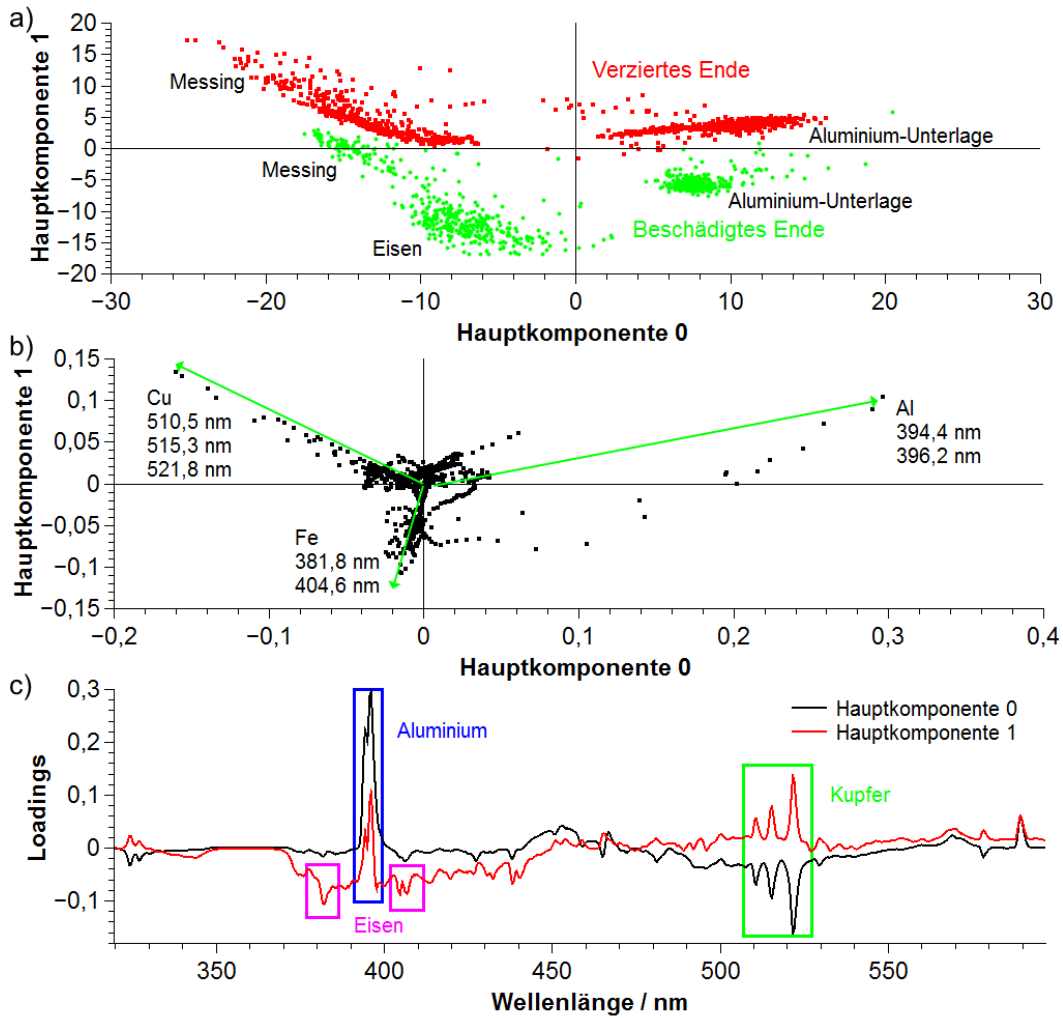 a)
Hauptkomponente 1
20
15
10
5
0
−5
−10
−15
−20
Messing
Verziertes Ende
Aluminium-Unterlage
Messing
Aluminium-Unterlage
Eisen
Beschädigtes Ende
−30 −20 −10 0 10 20 30
Hauptkomponente 0
b)
Hauptkomponente 1
0,15
0,1
0,05
0
−0,05
−0,1
−0,15
Cu
510,5 nm
515,3 nm
521,8 nm
Al
394,4 nm
396,2 nm
Fe
381,8 nm
404,6 nm
−0,2 −0,1 0 0,1 0,2 0,3 0,4
Hauptkomponente 0
c)
Loadings
0,3
0,2
0,1
0
−0,1
Aluminium
Hauptkomponente 0
Hauptkomponente 1
Kupfer
Eisen
350 400 450 500 550
Wellenlänge / nm